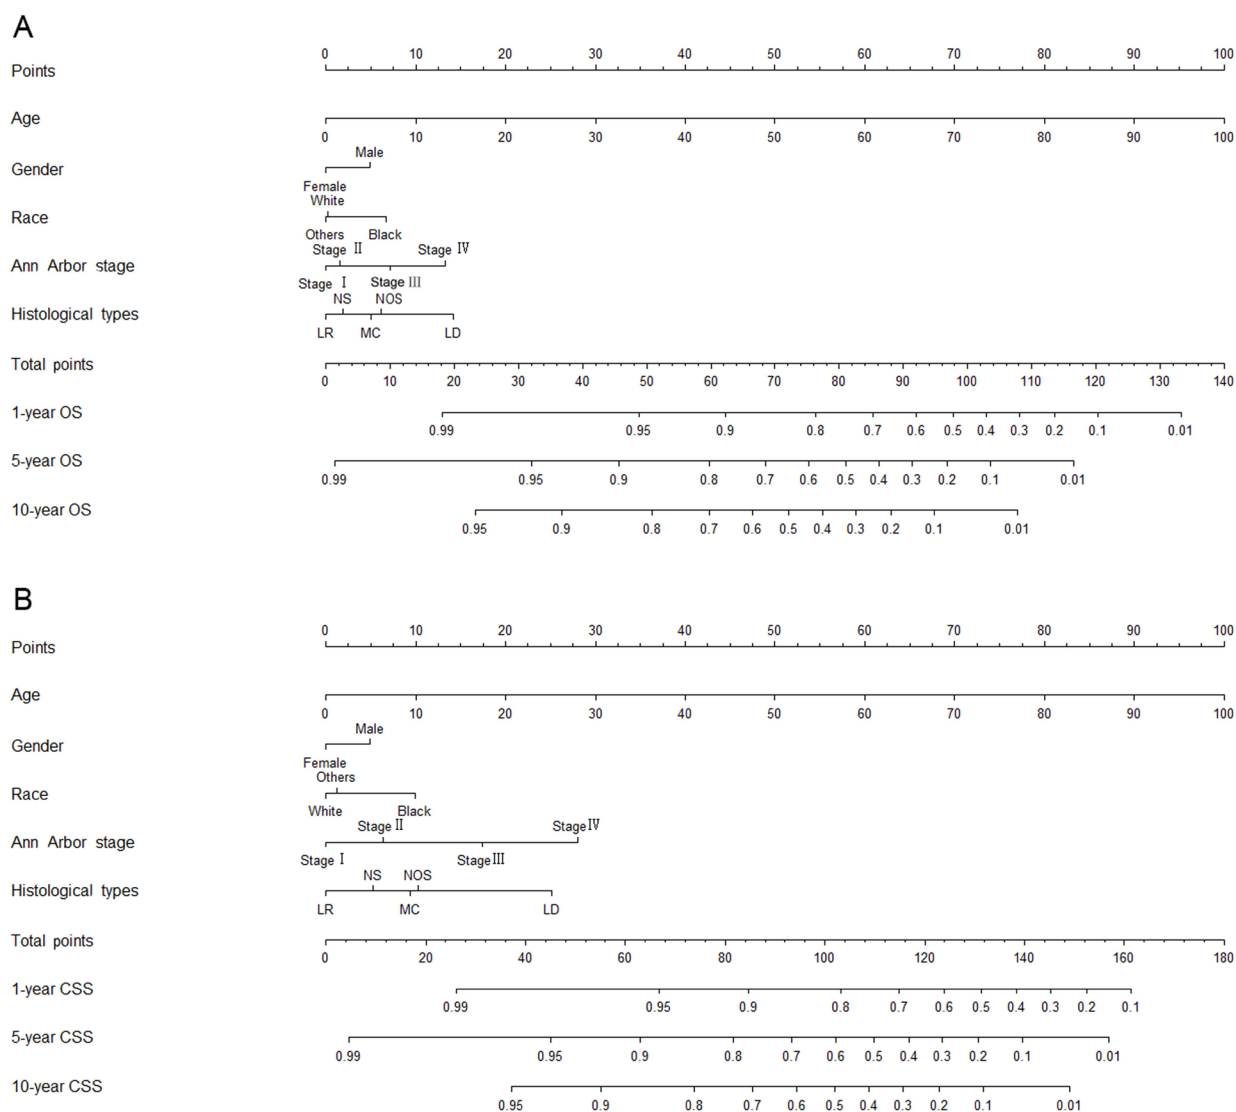 A
0 10 20 30 40 50 60 70 80 90 100
Points
Age
0 10 20 30 40 50 60 70 80 90 100
Male
Gender
Female
White
Race
Others Black
Stage II Stage IV
Ann Arbor stage
Stage I Stage III
NS NOS
Histological types
LR MC LD
Total points
0 10 20 30 40 50 60 70 80 90 100 110 120 130 140
1-year OS
0.99 0.95 0.9 0.8 0.7 0.6 0.5 0.4 0.3 0.2 0.1 0.01
5-year OS
0.99 0.95 0.9 0.8 0.7 0.6 0.5 0.4 0.3 0.2 0.1 0.01
10-year OS
0.95 0.9 0.8 0.7 0.6 0.5 0.4 0.3 0.2 0.1 0.01
B
0 10 20 30 40 50 60 70 80 90 100
Points
Age
0 10 20 30 40 50 60 70 80 90 100
Male
Gender
Female
Others
Race
White Black
Stage II Stage IV
Ann Arbor stage
Stage I Stage III
NS NOS
Histological types
LR MC LD
Total points
0 20 40 60 80 100 120 140 160 180
1-year CSS
0.99 0.95 0.9 0.8 0.7 0.6 0.5 0.4 0.3 0.2 0.1
5-year CSS
0.99 0.95 0.9 0.8 0.7 0.6 0.5 0.4 0.3 0.2 0.1 0.01
10-year CSS
0.95 0.9 0.8 0.7 0.6 0.5 0.4 0.3 0.2 0.1 0.01